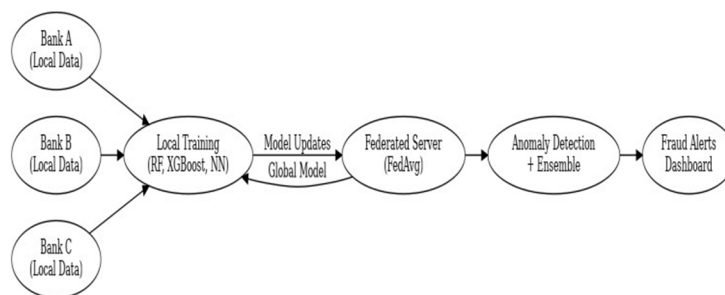 Bank A
(Local Data)
Bank B
(Local Data)
Bank C
(Local Data)
Local Training
(RF, XGBoost, NN)
Model Updates
Global Model
Federated Server
(FedAvg)
Anomaly Detection
+ Ensemble
Fraud Alerts
Dashboard